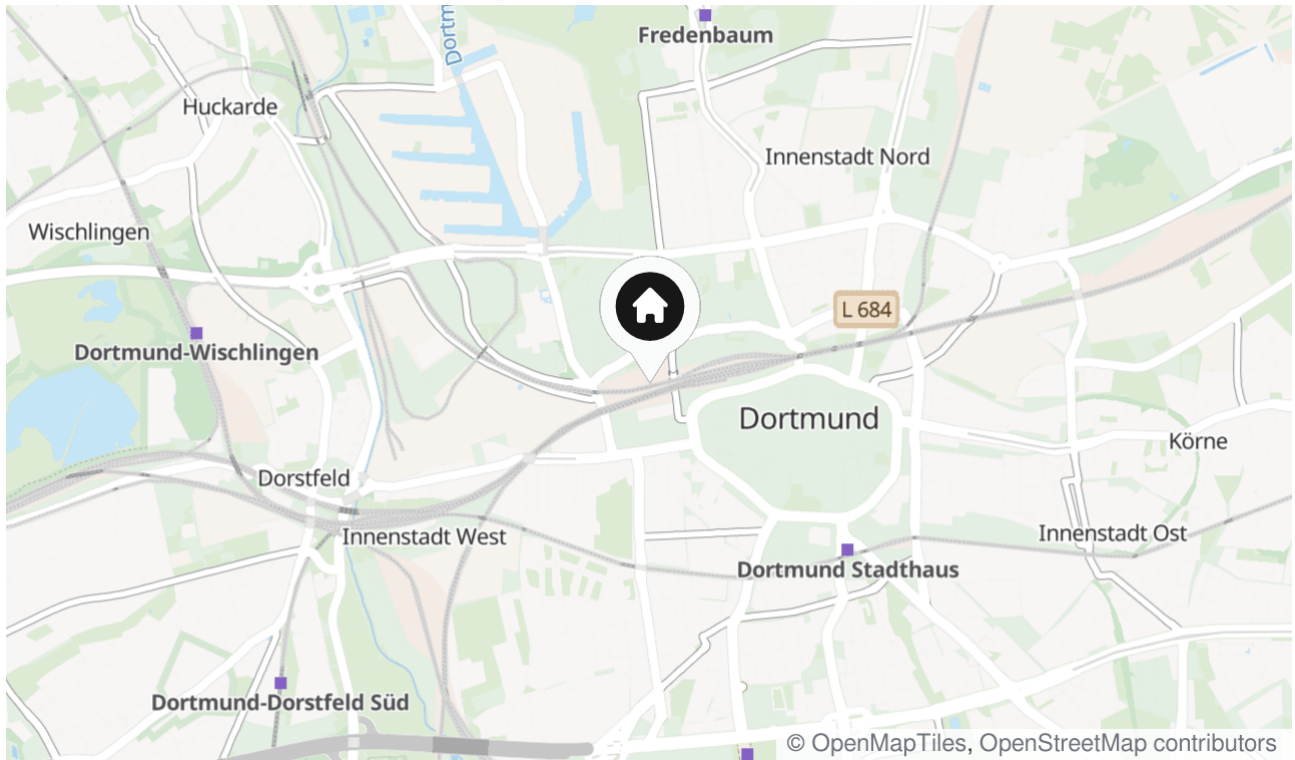 Dortm
Fredenbaum
Huckarde
Innenstadt Nord
Wischlingen
L 684
Dortmund-Wischlingen
Dortmund
Körne
Dorstfeld
Innenstadt West
Innenstadt Ost
Dortmund Stadthaus
Dortmund-Dorstfeld Süd
© OpenMapTiles, OpenStreetMap contributors